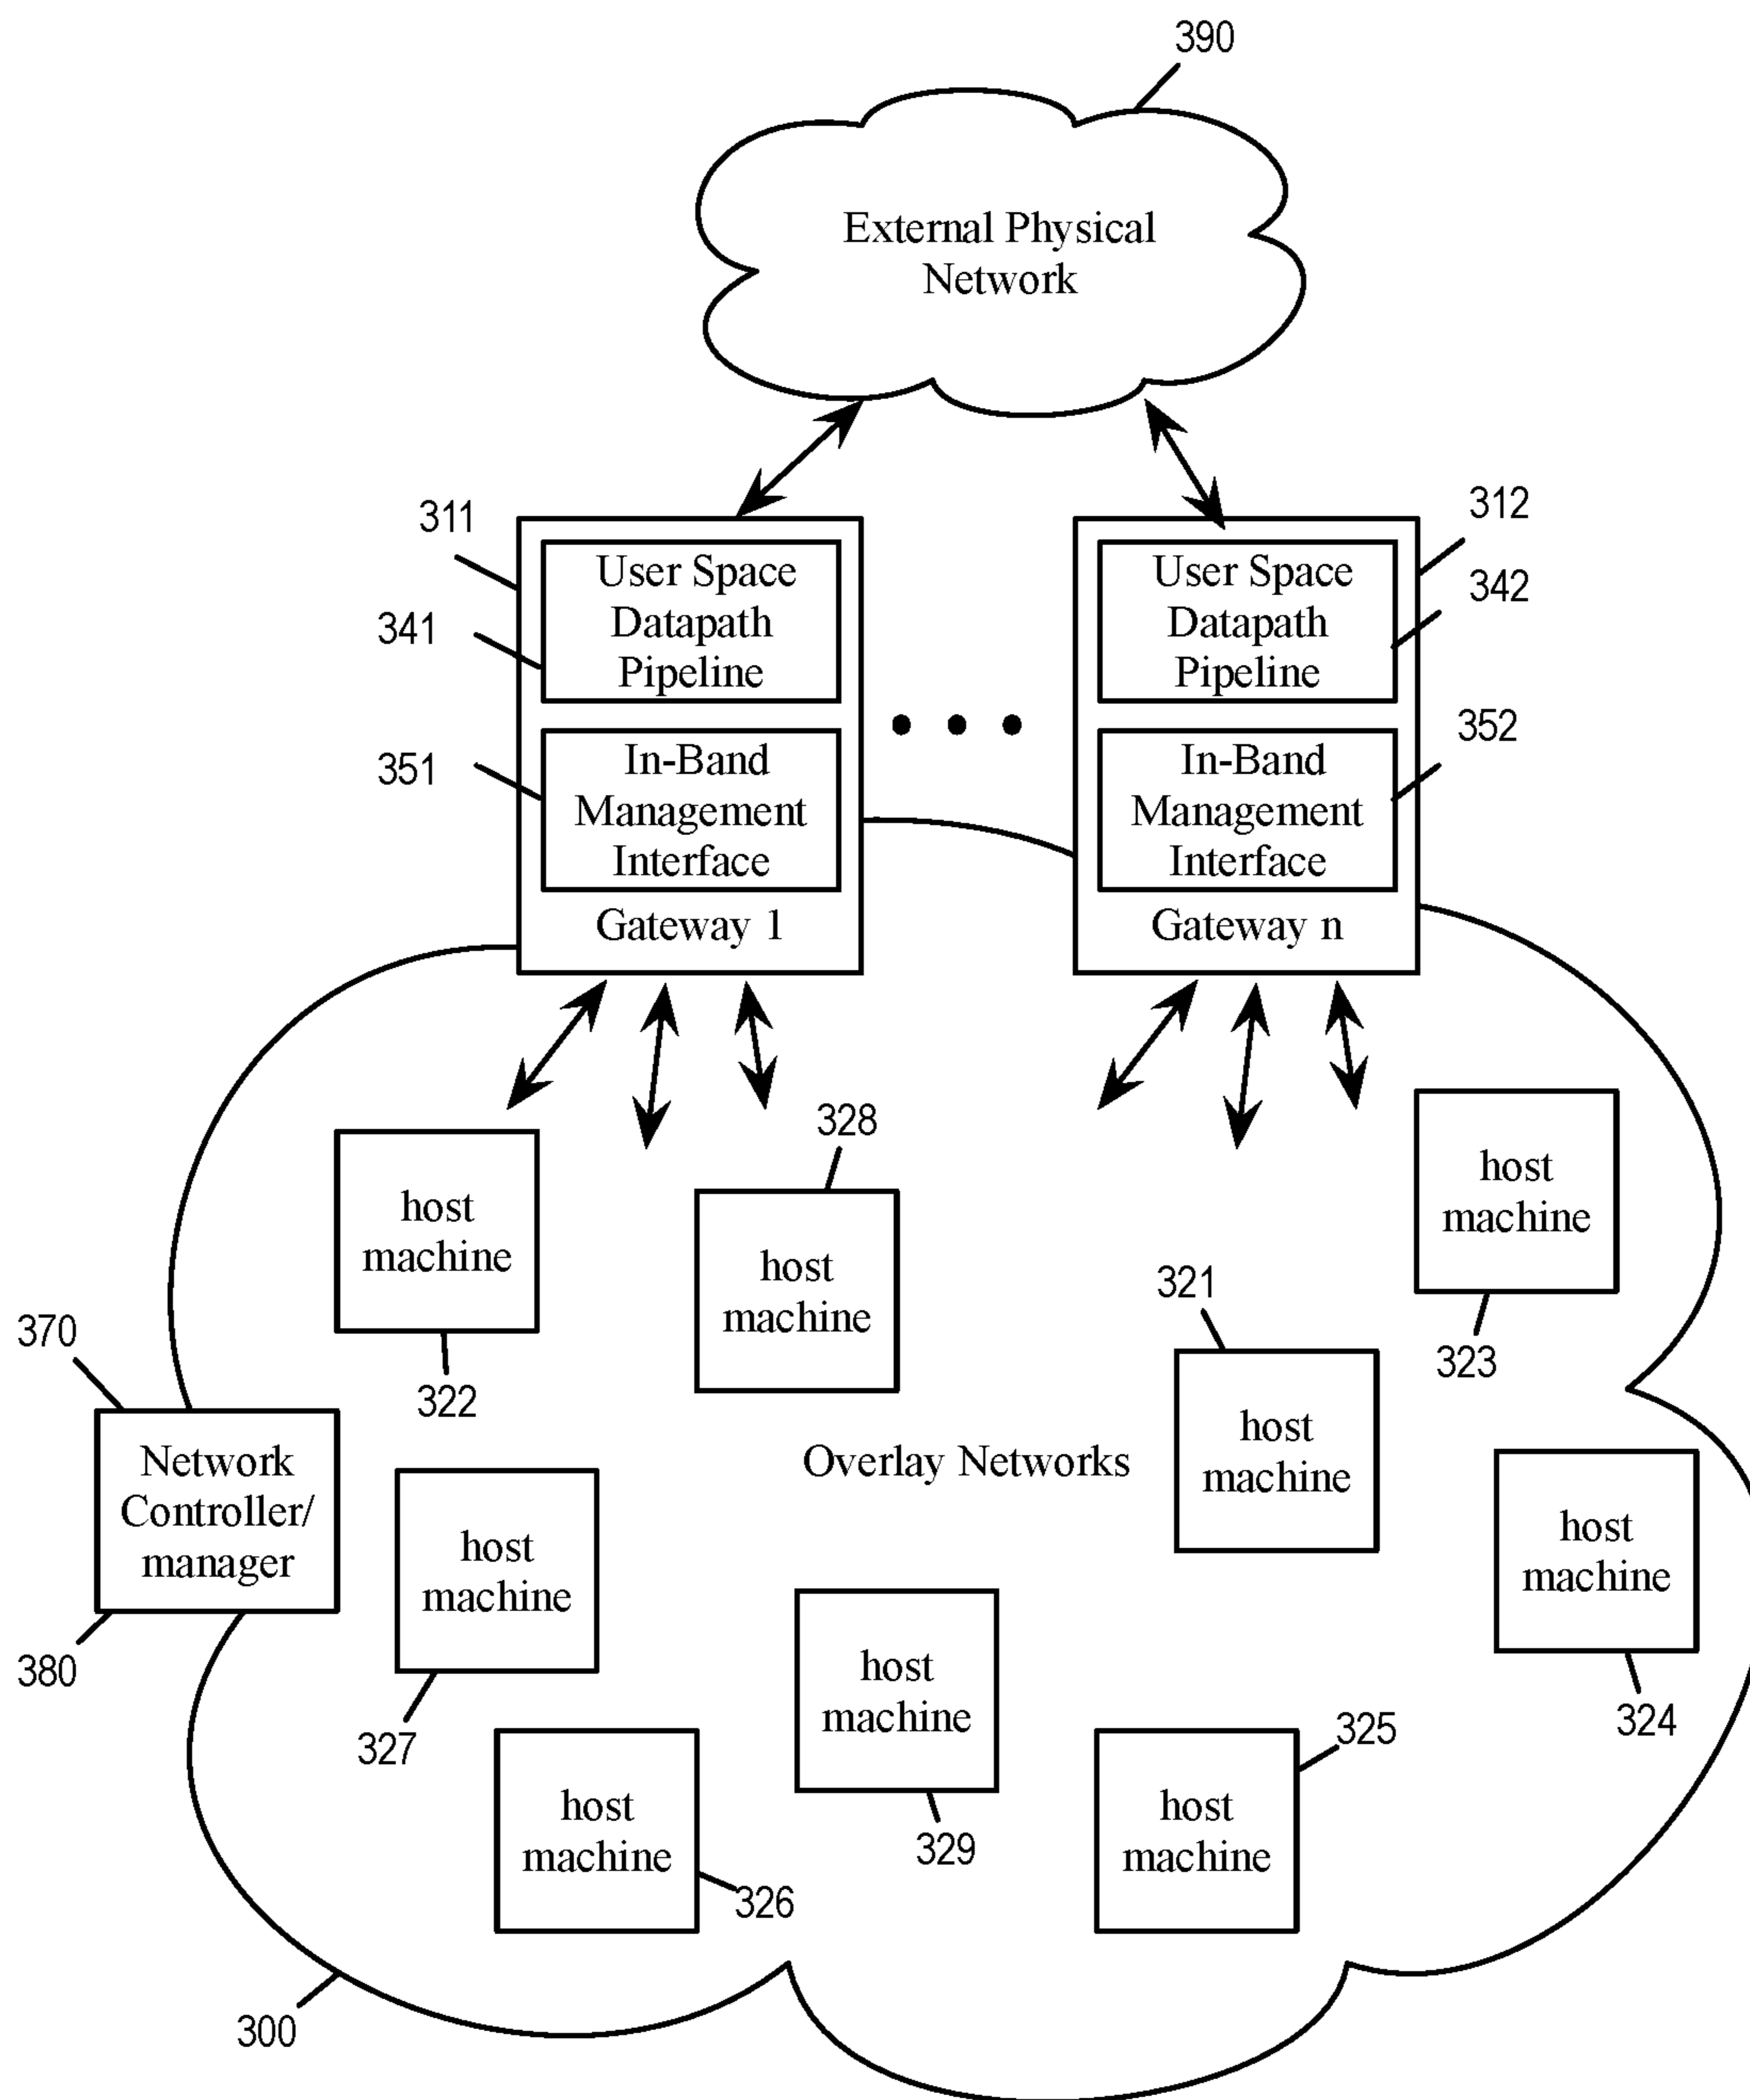 390
External Physical
Network
311
312
User Space
Datapath
Pipeline
User Space
Datapath
Pipeline
341
342
351
352
In-Band
Management
Interface
In-Band
Management
Interface
Gateway 1
Gateway n
328
host
machine
322
host
machine
host
machine
323
321
host
machine
370
Network
Controller/
manager
380
Overlay Networks
host
machine
327
host
machine
324
host
machine
329
host
machine
326
host
machine
325
300